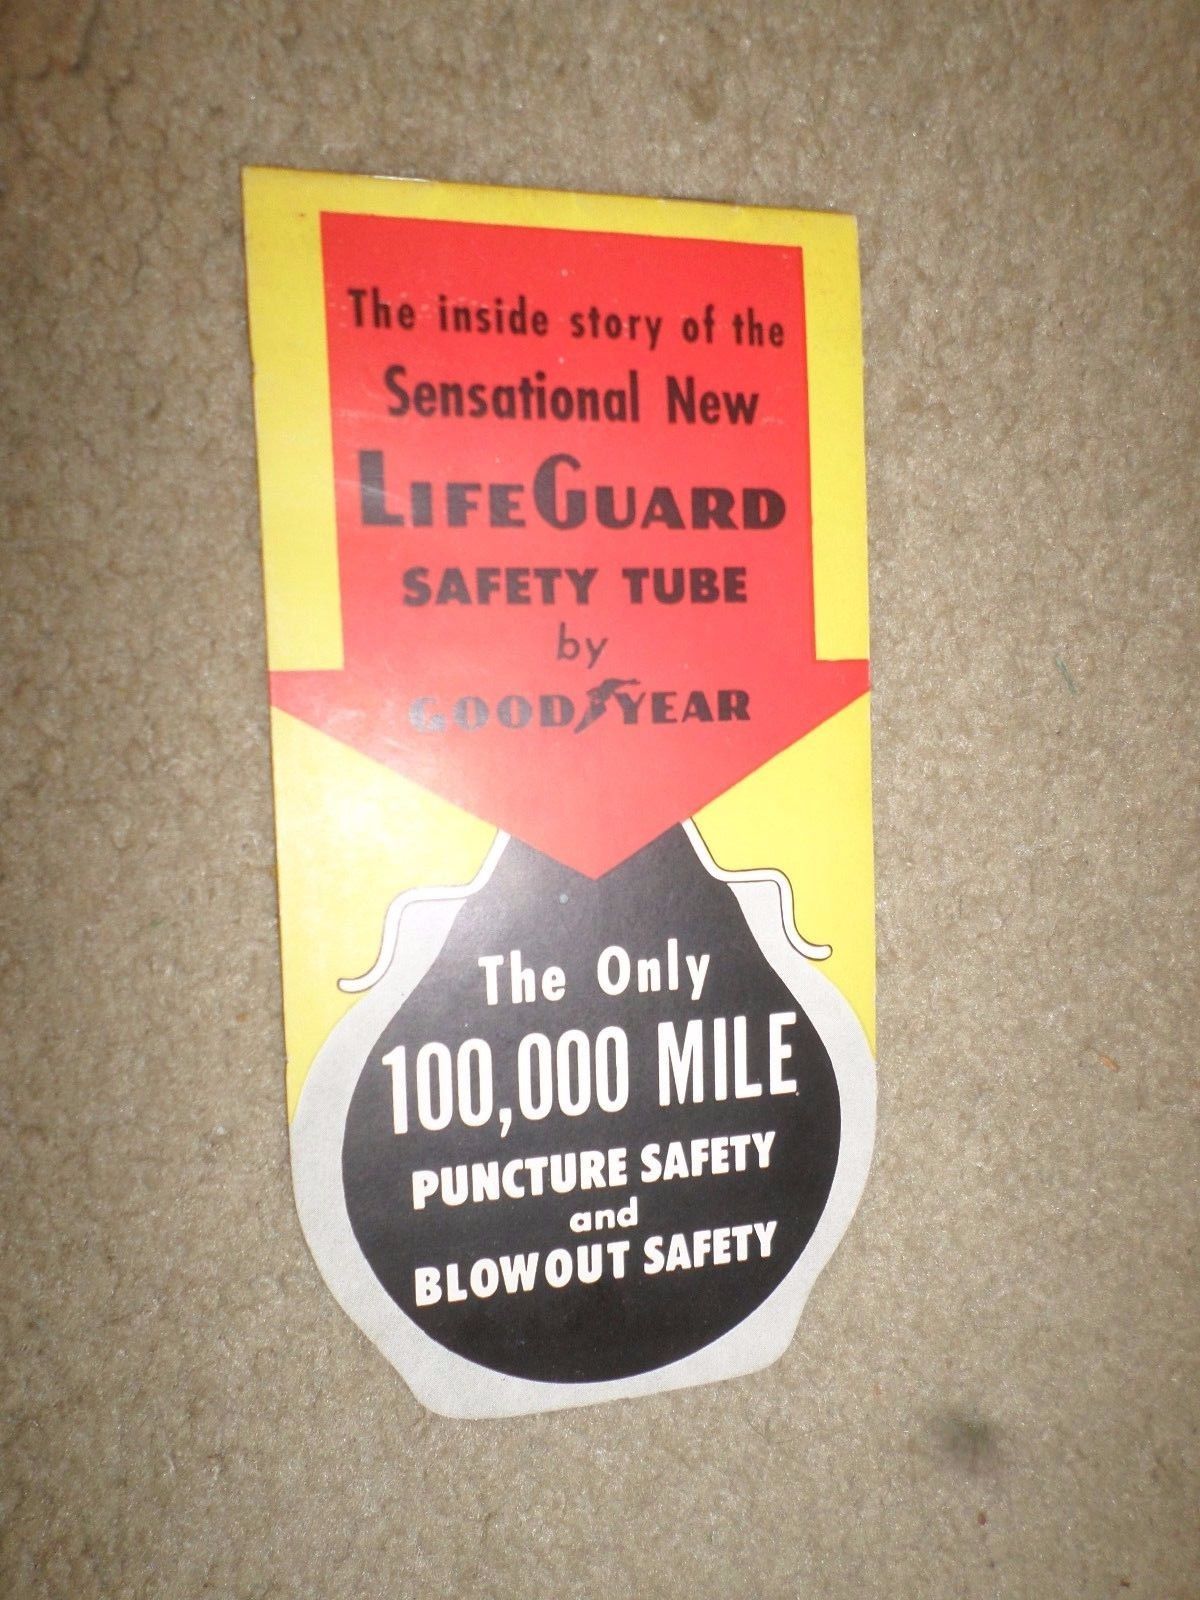 The inside story of the
Sensational New
LIFEGUARD
SAFETY TUBE
by
GOODYEAR
The Only
100,000 MILE
PUNCTURE SAFETY
and
BLOWOUT SAFETY